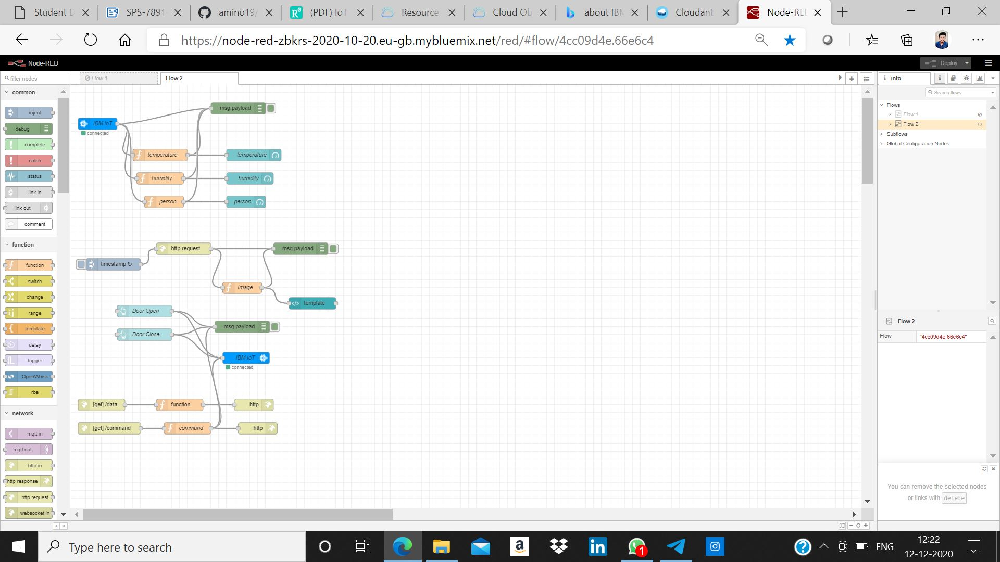 Student D
SPS-7891
amino19/
(PDF) IoT
Resource
Cloud Ob
about IBM
Cloudant
Node-RED
https://node-red-zbkrs-2020-10-20.eu-gb.mybluemix.net/red/#flow/4cc09d4e.66e6c4
Node-RED
Deploy
filter nodes
Flow 1
Flow 2
i info
Search flows
common
inject
debug
complete
catch
status
link in
link out
comment
function
function
switch
change
range
template
delay
trigger
OpenWhisk
rbe
network
mqtt in
mqtt out
http in
http response
http request
websocket in
msg.payload
IBM IoT
connected
temperature
temperature
humidity
humidity
person
person
http request
msg.payload
timestamp ↻
Image
template
Door Open
msg.payload
Door Close
IBM IoT
connected
[get] /data
function
http
[get] /command
command
http
Flows
Flow 1
Flow 2
Subflows
Global Configuration Nodes
Flow 2
Flow
"4cc09d4e.66e6c4"
You can remove the selected nodes
or links with delete
Type here to search
1
ENG
12:22
12-12-2020